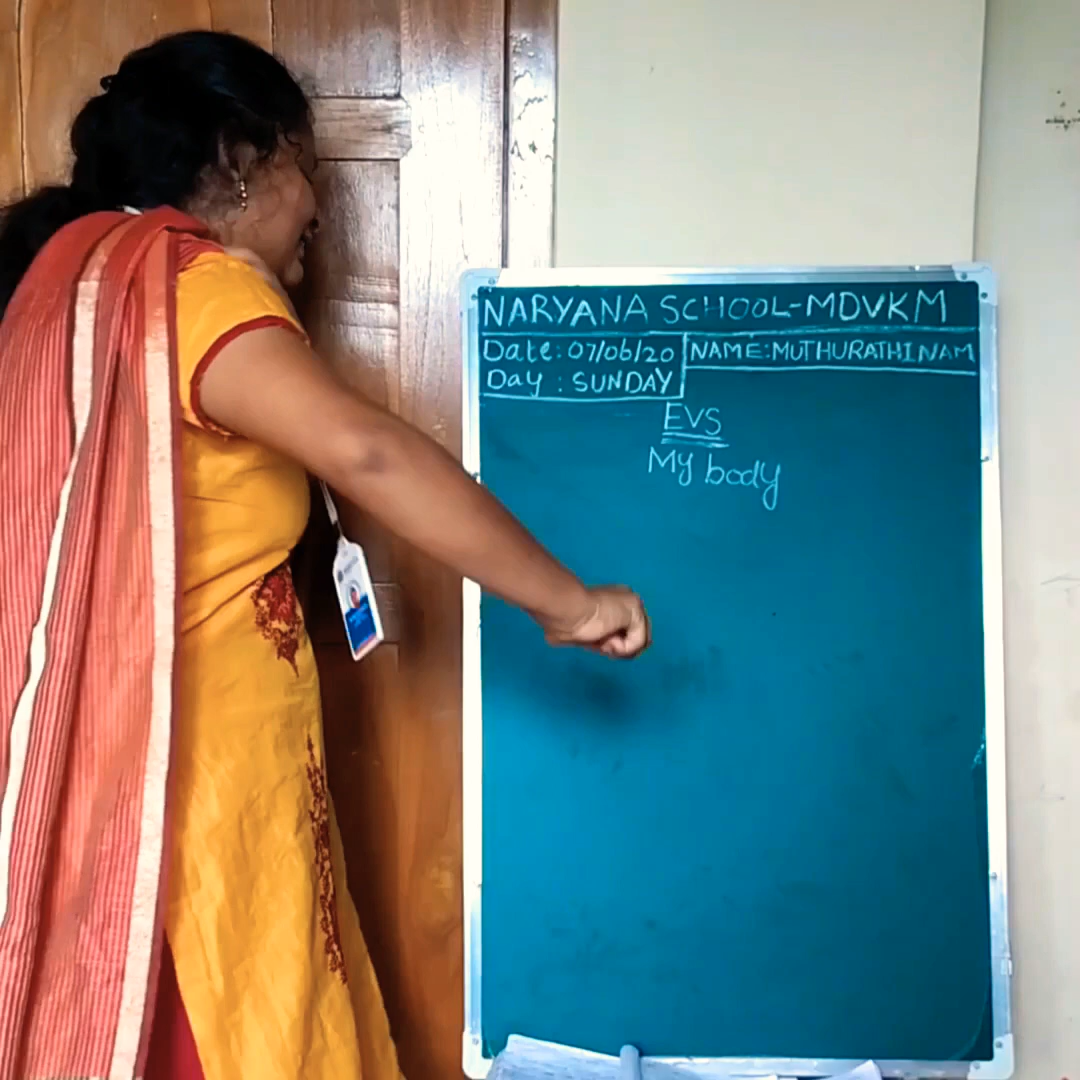 NARYANA SCHOOL-MDVKM
Date: 07/06/20
NAME: MUTHURATHINAM
Day : SUNDAY
EVS
My body